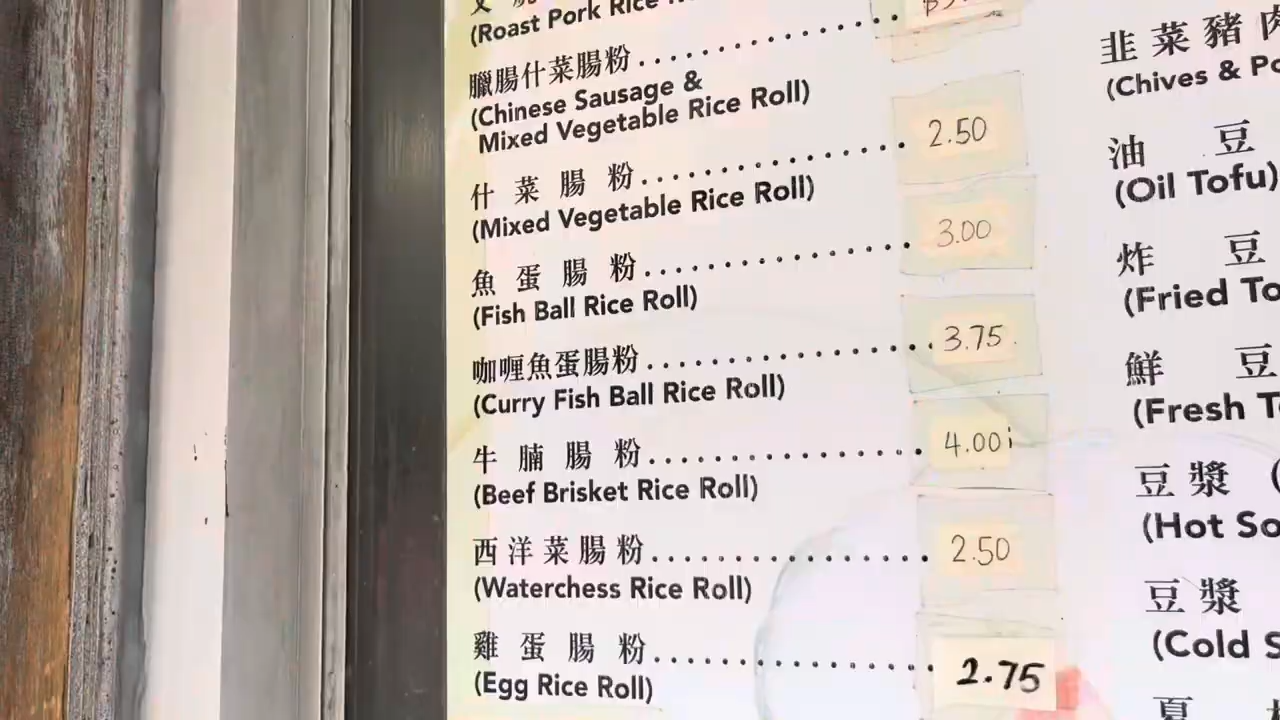 (Roast Pork Rice
臘腸什菜腸粉
(Chinese Sausage &
Mixed Vegetable Rice Roll)
什菜腸粉 2.50
(Mixed Vegetable Rice Roll)
魚蛋腸粉 3.00
(Fish Ball Rice Roll)
咖喱魚蛋腸粉 3.75
(Curry Fish Ball Rice Roll)
牛腩腸粉 4.00
(Beef Brisket Rice Roll)
西洋菜腸粉 2.50
(Waterchess Rice Roll)
雞蛋腸粉 2.75
(Egg Rice Roll)
韭菜豬肉
(Chives &
油豆
(Oil Tofu)
炸豆
(Fried
鮮豆
(Fresh
豆漿
(Hot
豆漿
(Cold
夏